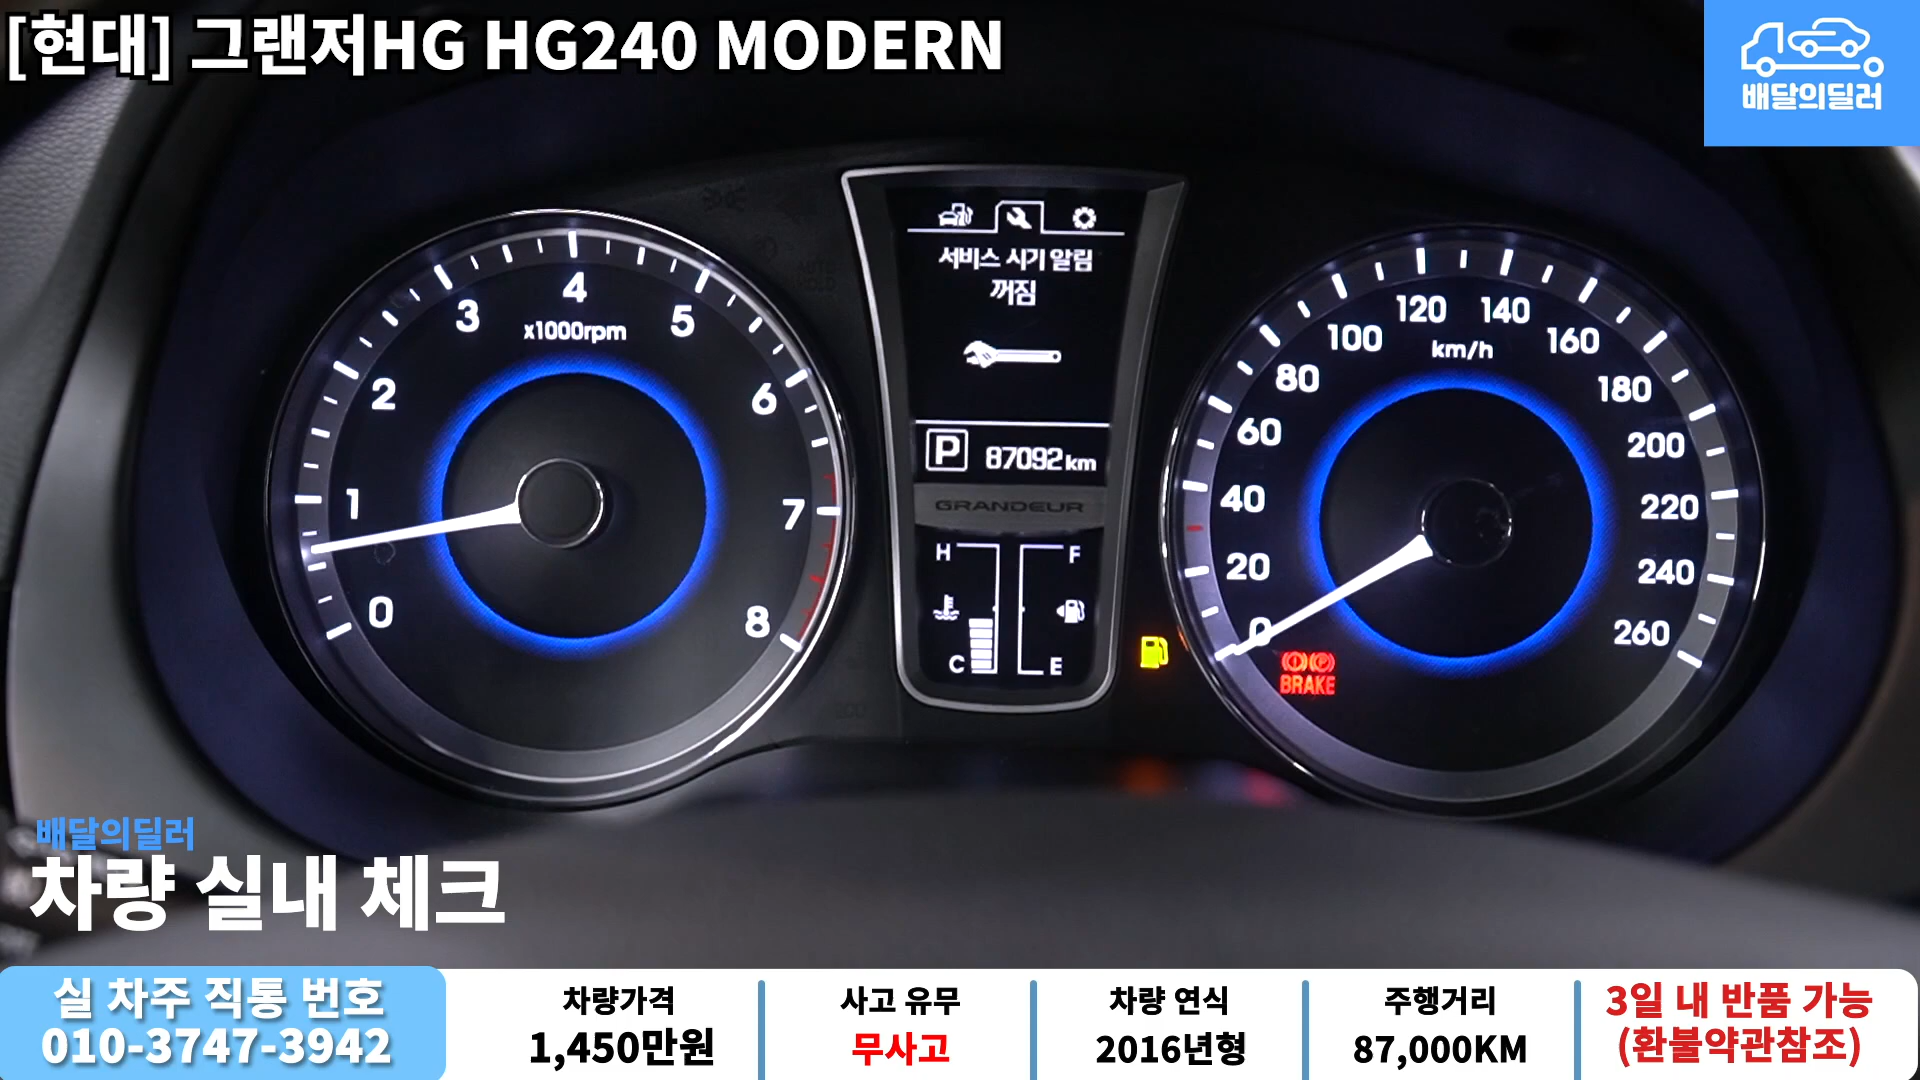 [현대] 그랜저HG HG240 MODERN
배달의딜러
서비스 시기 알림
꺼짐
P 87092 km
GRANDEUR
H F
C E
0 1 2 3 4 5 6 7 8
x1000rpm
0 20 40 60 80 100 120 140 160 180 200 220 240 260
km/h
BRAKE
배달의딜러
차량 실내 체크
실 차주 직통 번호
010-3747-3942
차량가격
1,450만원
사고 유무
무사고
차량 연식
2016년형
주행거리
87,000KM
3일 내 반품 가능
(환불약관참조)